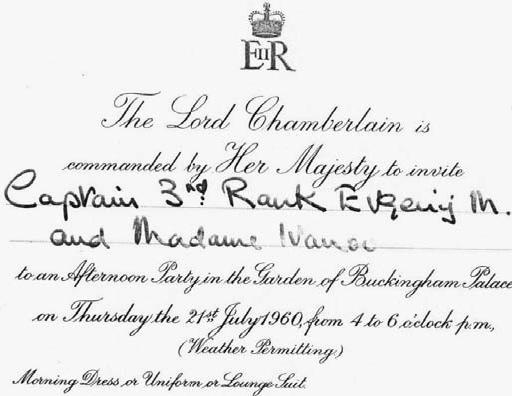 EIIR
The Lord Chamberlain is
commanded by Her Majesty to invite
Captain 3nd Rank Evgenij M.
and Madame Ivanov
to an Afternoon Party in the Garden of Buckingham Palace
on Thursday the 21st July 1960, from 4 to 6 o'clock p.m.,
(Weather Permitting)
Morning Dress, or Uniform, or Lounge Suit.